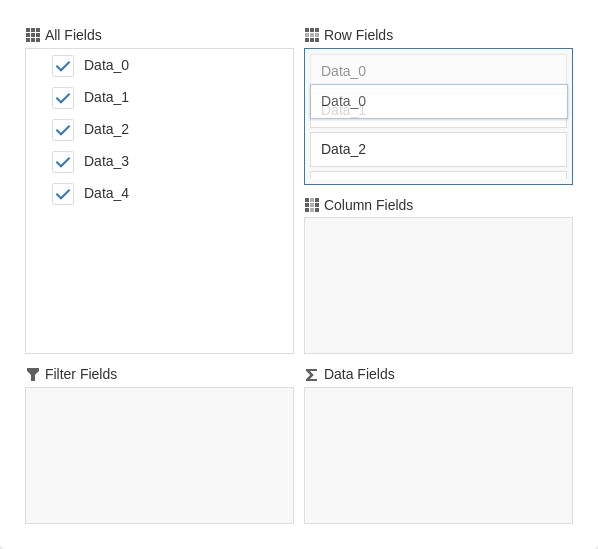 All Fields
Data_0
Data_1
Data_2
Data_3
Data_4
Row Fields
Data_0
Data_0
Data_1
Data_2
Column Fields
Filter Fields
Data Fields